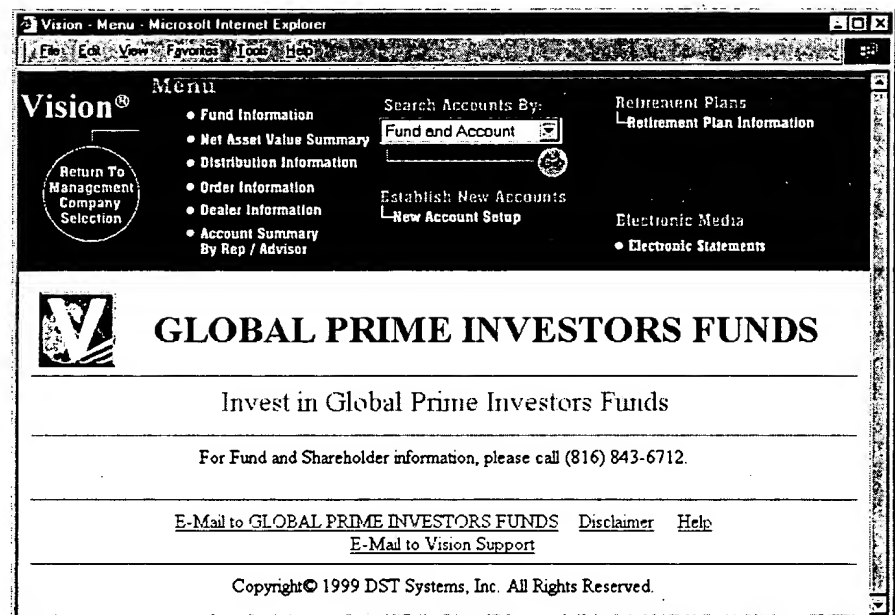 Vision - Menu - Microsoft Internet Explorer
File Edit View Favorites Tools Help
Vision®
Return To
Management
Company
Selection
Menu
• Fund Information
• Net Asset Value Summary
• Distribution Information
• Order Information
• Dealer Information
• Account Summary
By Rep / Advisor
Search Accounts By:
Fund and Account
Establish New Accounts
New Account Setup
Retirement Plans
Retirement Plan Information
Electronic Media
• Electronic Statements
V
GLOBAL PRIME INVESTORS FUNDS
Invest in Global Prime Investors Funds
For Fund and Shareholder information, please call (816) 843-6712.
E-Mail to GLOBAL PRIME INVESTORS FUNDS Disclaimer Help
E-Mail to Vision Support
Copyright© 1999 DST Systems, Inc. All Rights Reserved.